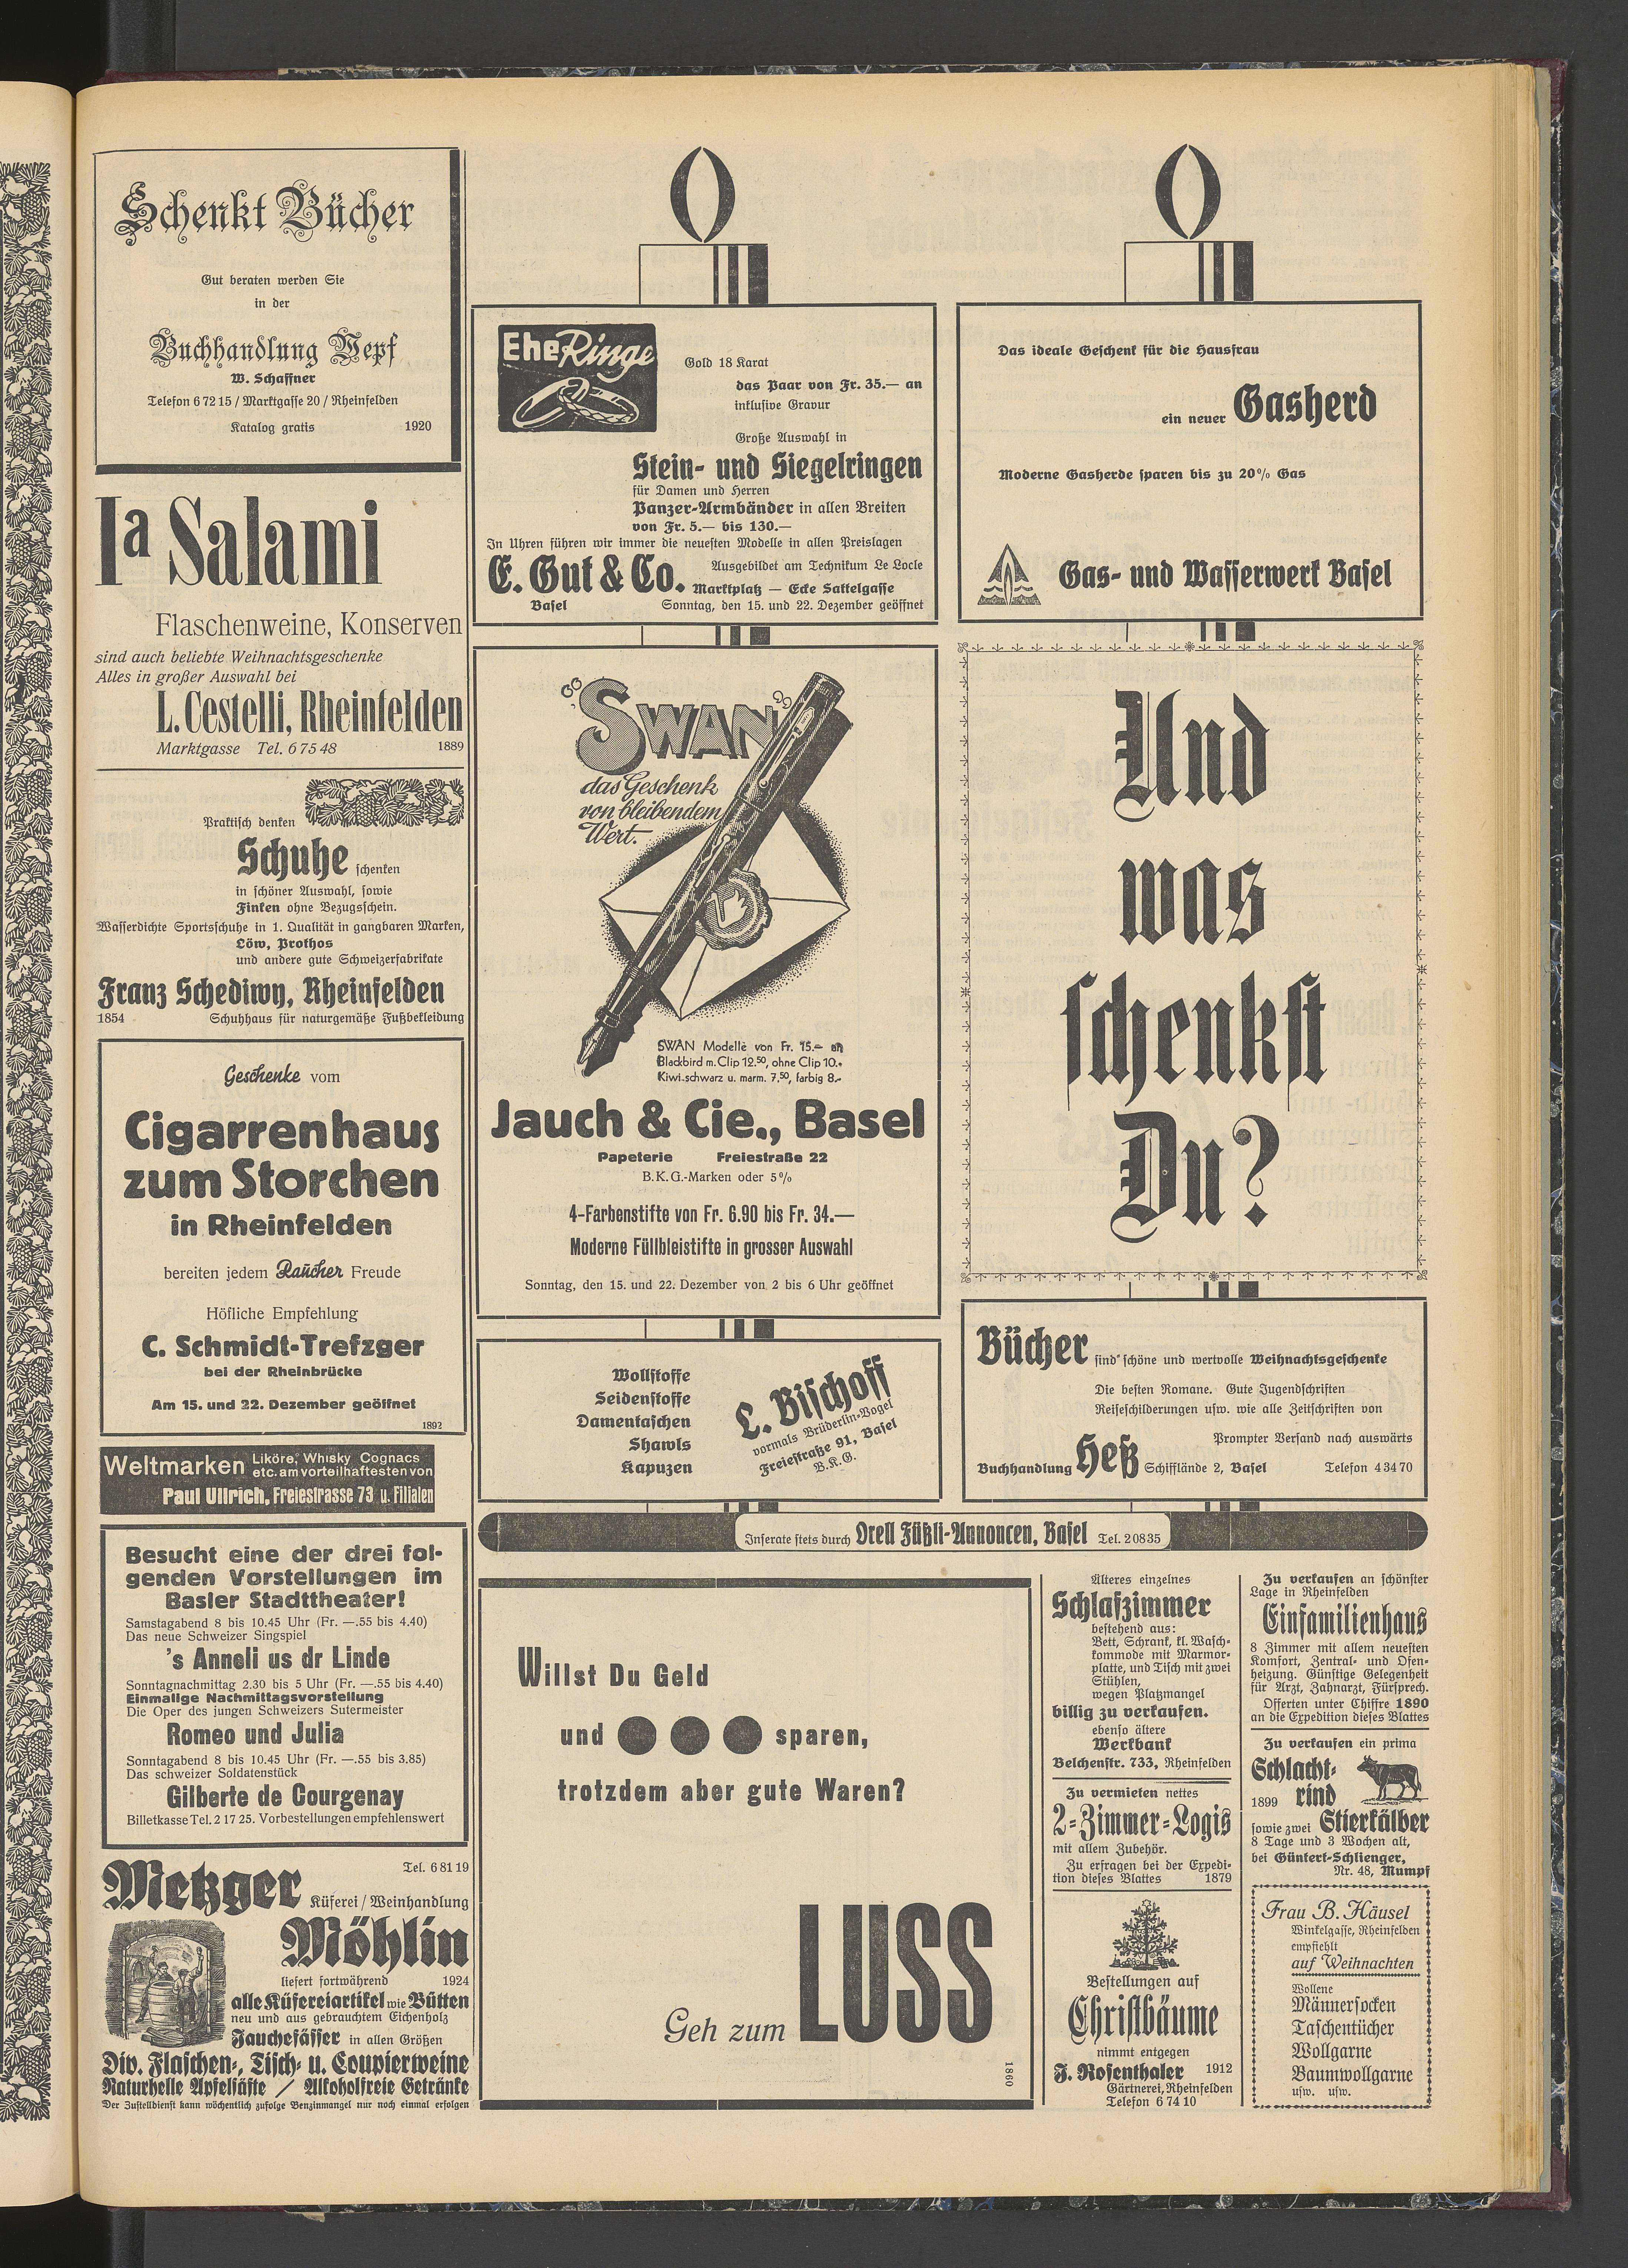 Schenkt Bücher
Gut beraten werden Sie
in der
Buchhandlung Wepf
W. Schaffner
Telefon 6 72 15 / Marktgasse 20 / Rheinfelden
Katalog gratis 1920
Ia Salami
Flaschenweine, Konserven
sind auch beliebte Weihnachtsgeschenke
Alles in großer Auswahl bei
L. Cestelli, Rheinfelden
Marktgasse Tel. 6 75 48 1889
Praktisch denken
Schuhe schenken
in schöner Auswahl, sowie
Finken ohne Bezugsschein.
Wasserdichte Sportsschuhe in 1. Qualität in gangbaren Marken,
Löw, Prothos
und andere gute Schweizerfabrikate
Franz Schediwy, Rheinfelden
1854 Schuhhaus für naturgemäße Fußbekleidung
Geschenke vom
Cigarrenhaus
zum Storchen
in Rheinfelden
bereiten jedem Raucher Freude
Höfliche Empfehlung
C. Schmidt-Trefzger
bei der Rheinbrücke
Am 15. und 22. Dezember geöffnet
1892
Weltmarken Liköre, Whisky Cognacs
etc. am vorteilhaftesten von
Paul Ullrich, Freiestrasse 73 u. Filialen
Besucht eine der drei fol-
genden Vorstellungen im
Basler Stadttheater!
Samstagabend 8 bis 10.45 Uhr (Fr. —.55 bis 4.40)
Das neue Schweizer Singspiel
's Anneli us dr Linde
Sonntagnachmittag 2.30 bis 5 Uhr (Fr. —.55 bis 4.40)
Einmalige Nachmittagsvorstellung
Die Oper des jungen Schweizers Sutermeister
Romeo und Julia
Sonntagabend 8 bis 10.45 Uhr (Fr. —.55 bis 3.85)
Das schweizer Soldatenstück
Gilberte de Courgenay
Billetkasse Tel. 2 17 25. Vorbestellungen empfehlenswert
Tel. 6 81 19
Metzger Küferei / Weinhandlung
Möhlin
liefert fortwährend 1924
alle Küfereiartikel wie Bütten
neu und aus gebrauchtem Eichenholz
Jauchefässer in allen Größen
Div. Flaschen-, Tisch- u. Coupierweine
Naturhelle Apfelsäfte / Alkoholfreie Getränke
Der Zustelldienst kann wöchentlich zufolge Benzinmangel nur noch einmal erfolgen
EheRinge
Gold 18 Karat
das Paar von Fr. 35.— an
inklusive Gravur
Große Auswahl in
Stein- und Siegelringen
für Damen und Herren
Panzer-Armbänder in allen Breiten
von Fr. 5.— bis 130.—
In Uhren führen wir immer die neuesten Modelle in allen Preislagen
E. Gut & Co. Ausgebildet am Technikum Le Locle
Marktplatz — Ecke Sattelgasse
Basel Sonntag, den 15. und 22. Dezember geöffnet
SWAN
das Geschenk
von bleibendem
Wert.
SWAN Modelle von Fr. 15.- an
Blackbird m. Clip 12.50, ohne Clip 10.-
Kiwi schwarz u. marm. 7.50, farbig 8.-
Jauch & Cie., Basel
Papeterie Freiestraße 22
B.K.G.-Marken oder 5%
4-Farbenstifte von Fr. 6.90 bis Fr. 34.—
Moderne Füllbleistifte in grosser Auswahl
Sonntag, den 15. und 22. Dezember von 2 bis 6 Uhr geöffnet
Wollstoffe
Seidenstoffe
Damentaschen
Shawls
Kapuzen
L. Bischoff
vormals Brüderlin-Vogel
Freiestraße 91, Basel
B.K.G.
Das ideale Geschenk für die Hausfrau
ein neuer Gasherd
Moderne Gasherde sparen bis zu 20% Gas
Gas- und Wasserwerk Basel
Und
was
schenkst
Du?
Bücher sind schöne und wertvolle Weihnachtsgeschenke
Die besten Romane. Gute Jugendschriften
Reiseschilderungen usw. wie alle Zeitschriften von
Prompter Versand nach auswärts
Buchhandlung Heß Schifflände 2, Basel Telefon 4 34 70
Inserate stets durch Orell Füßli-Annoncen, Basel Tel. 2 08 35
Willst Du Geld
und sparen,
trotzdem aber gute Waren?
Geh zum LUSS
1860
Älteres einzelnes
Schlafzimmer
bestehend aus:
Bett, Schrank, kl. Wasch-
kommode mit Marmor-
platte, und Tisch mit zwei
Stühlen,
wegen Platzmangel
billig zu verkaufen.
ebenso ältere
Werkbank
Belchenstr. 733, Rheinfelden
Zu vermieten nettes
2-Zimmer-Logis
mit allem Zubehör.
Zu erfragen bei der Expedi-
tion dieses Blattes 1879
Bestellungen auf
Christbäume
nimmt entgegen
J. Rosenthaler 1912
Gärtnerei, Rheinfelden
Telefon 6 74 10
Zu verkaufen an schönster
Lage in Rheinfelden
Einfamilienhaus
8 Zimmer mit allem neuesten
Komfort, Zentral- und Ofen-
heizung. Günstige Gelegenheit
für Arzt, Zahnarzt, Fürsprech.
Offerten unter Chiffre 1890
an die Expedition dieses Blattes
Zu verkaufen ein prima
Schlacht-
1899 rind
sowie zwei Stierkälber
8 Tage und 3 Wochen alt,
bei Güntert-Schlienger,
Nr. 48, Mumpf
Frau B. Häusel
Winkelgasse, Rheinfelden
empfiehlt
auf Weihnachten
Wollene
Männersocken
Taschentücher
Wollgarne
Baumwollgarne
usw. usw.